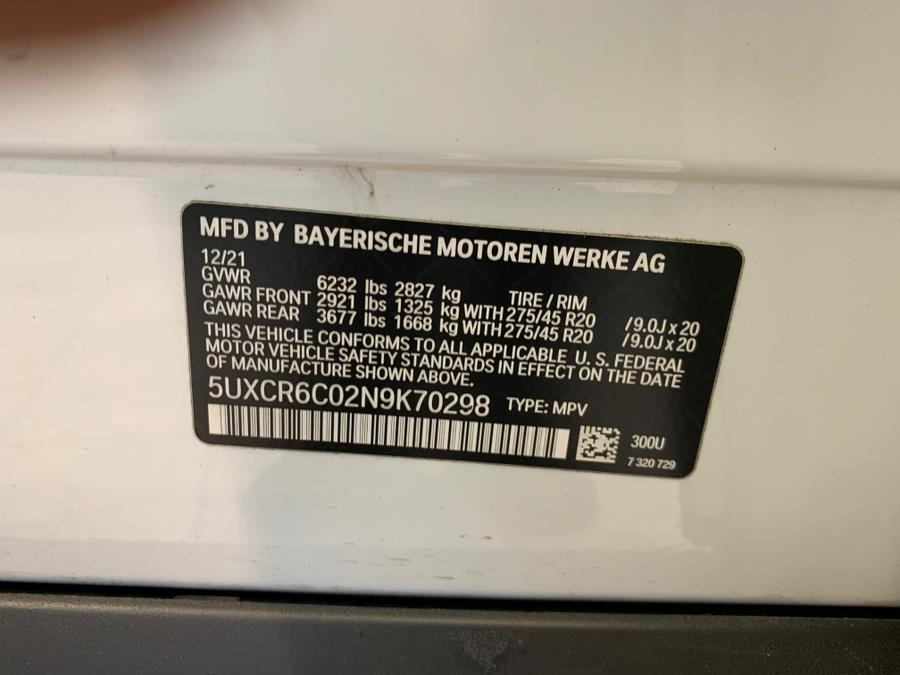 MFD BY BAYERISCHE MOTOREN WERKE AG
12/21
GVWR 6232 lbs 2827 kg TIRE / RIM
GAWR FRONT 2921 lbs 1325 kg WITH 275/45 R20 /9.0J x 20
GAWR REAR 3677 lbs 1668 kg WITH 275/45 R20 /9.0J x 20
THIS VEHICLE CONFORMS TO ALL APPLICABLE U.S. FEDERAL
MOTOR VEHICLE SAFETY STANDARDS IN EFFECT ON THE DATE
OF MANUFACTURE SHOWN ABOVE.
5UXCR6C02N9K70298 TYPE: MPV
300U
7 320 729